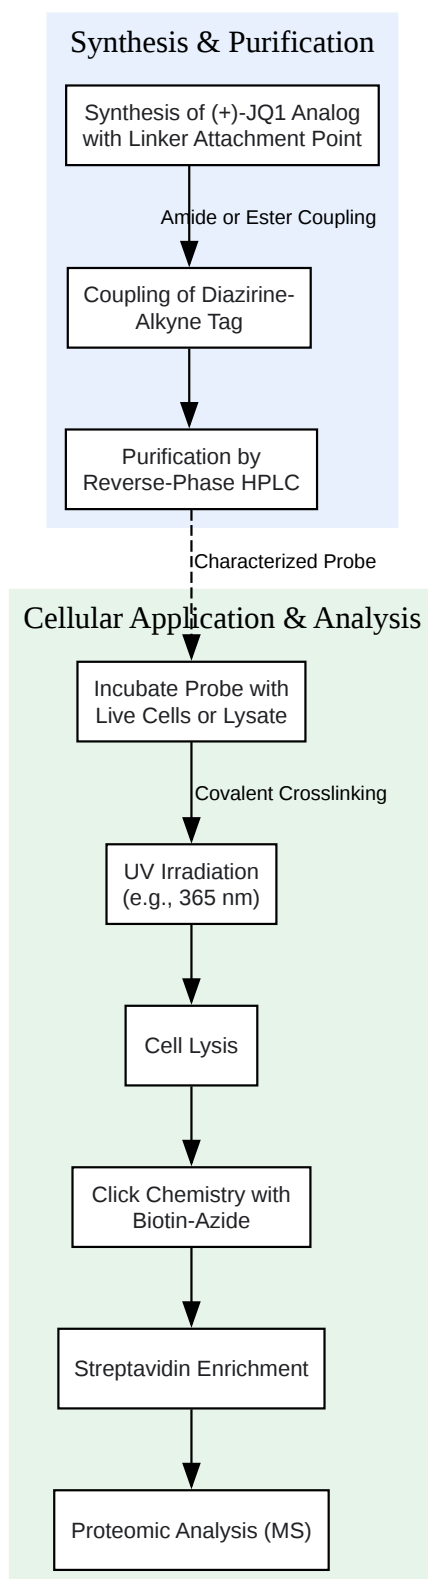 Synthesis & Purification
Synthesis of (+)-JQ1 Analog
with Linker Attachment Point
Amide or Ester Coupling
Coupling of Diazirine-
Alkyne Tag
Purification by
Reverse-Phase HPLC
Characterized Probe
Cellular Application & Analysis
Incubate Probe with
Live Cells or Lysate
Covalent Crosslinking
UV Irradiation
(e.g., 365 nm)
Cell Lysis
Click Chemistry with
Biotin-Azide
Streptavidin Enrichment
Proteomic Analysis (MS)